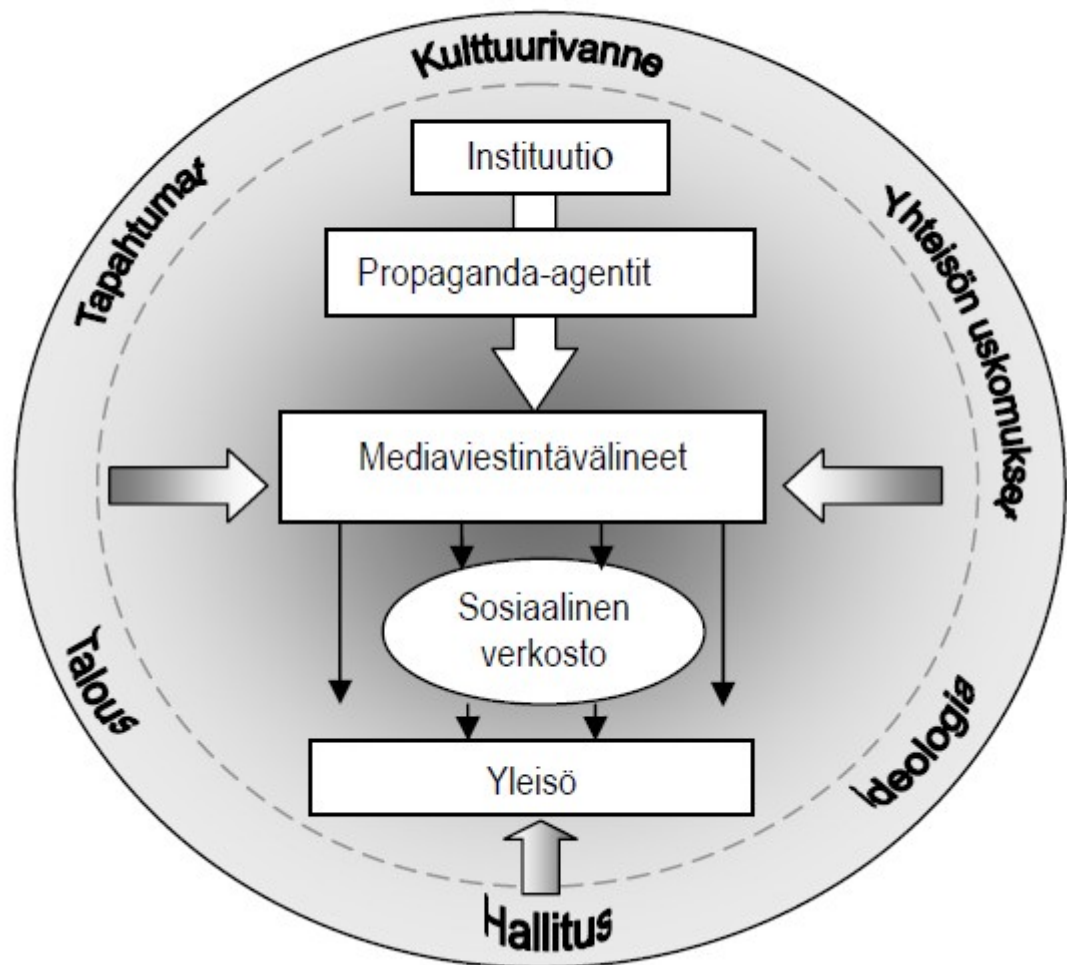 Kulttuurivanne
Instituutio
Tapahtumat
Yhteisön uskomukset
Propaganda-agentit
Mediaviestintävälineet
Sosiaalinen
verkosto
Talous
Ideologia
Yleisö
Hallitus